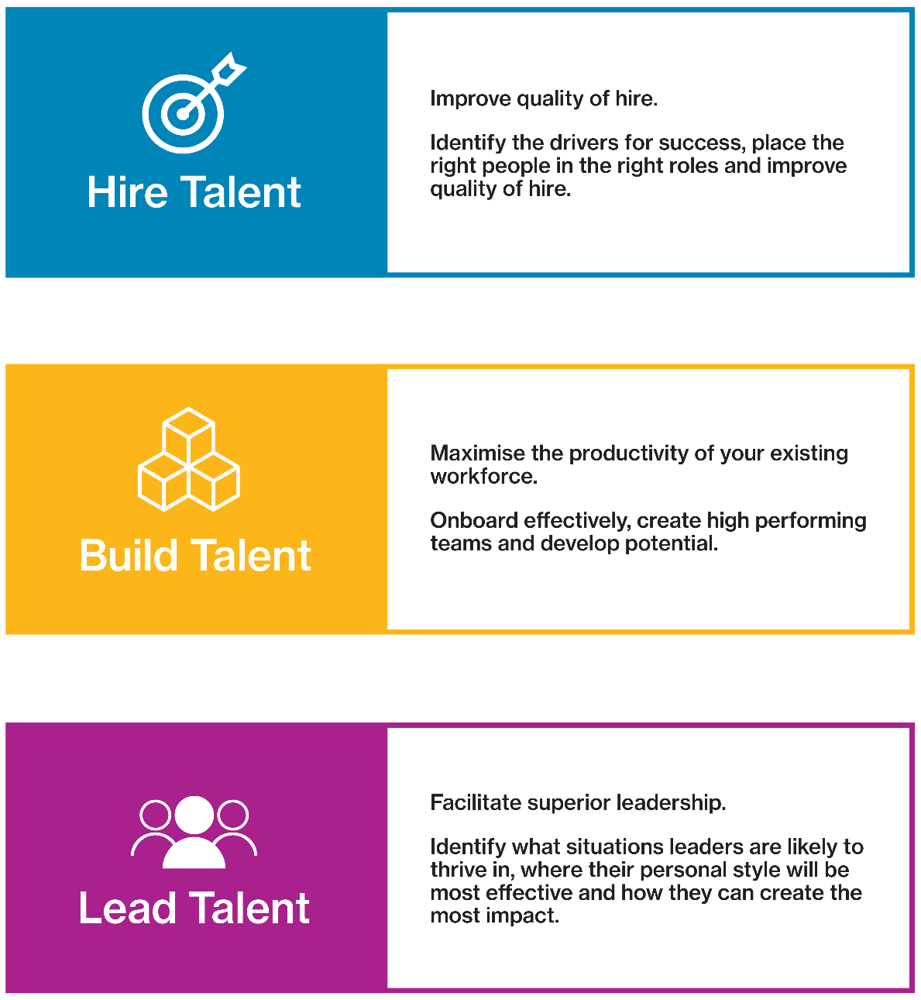 Hire Talent
Improve quality of hire.
Identify the drivers for success, place the
right people in the right roles and improve
quality of hire.
Build Talent
Maximise the productivity of your existing
workforce.
Onboard effectively, create high performing
teams and develop potential.
Lead Talent
Facilitate superior leadership.
Identify what situations leaders are likely to
thrive in, where their personal style will be
most effective and how they can create the
most impact.